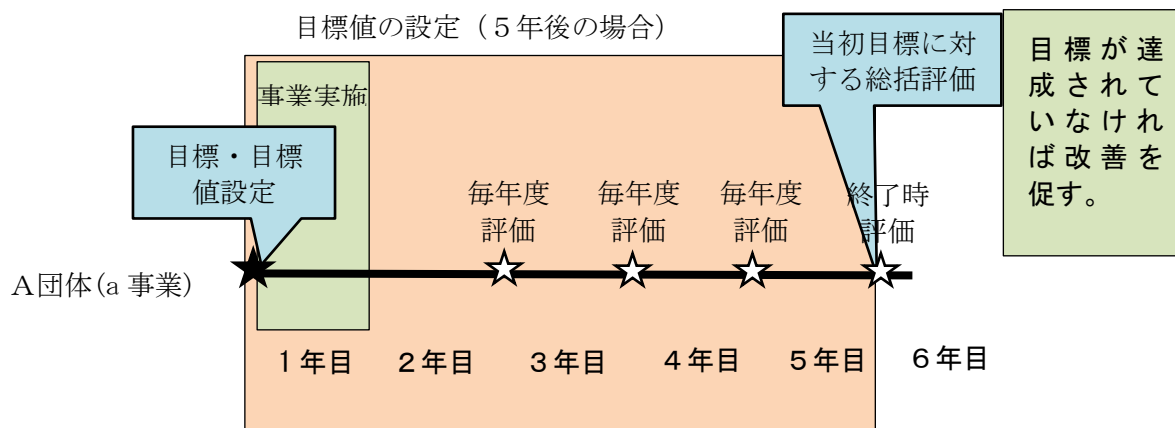 目標値の設定（５年後の場合）
事業実施
目標・目標
値設定
当初目標に対
する総括評価
目標が達
成されて
いなけれ
ば改善を
促す。
毎年度
評価
毎年度
評価
毎年度
評価
終了時
評価
Ａ団体(a 事業)
１年目
２年目
３年目
４年目
５年目
６年目